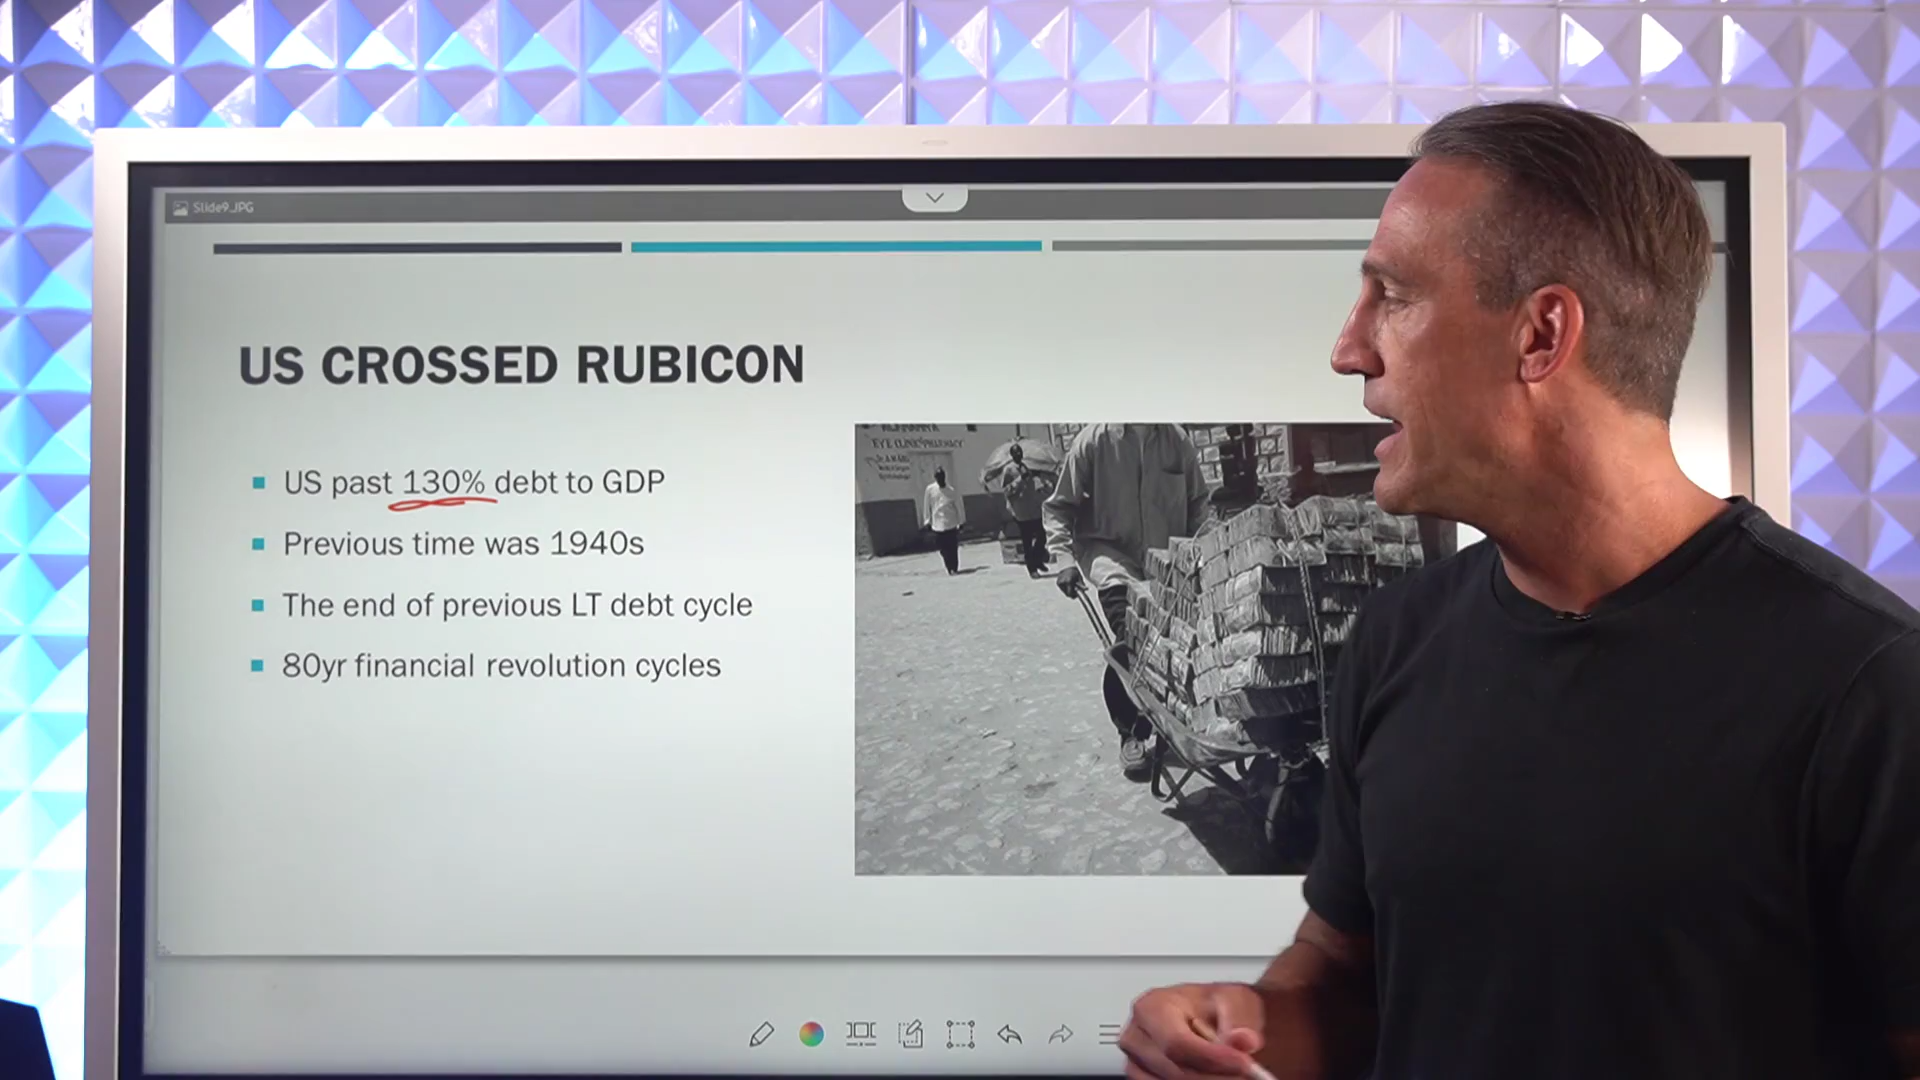 Slide9.JPG
US CROSSED RUBICON
US past 130% debt to GDP
Previous time was 1940s
The end of previous LT debt cycle
80yr financial revolution cycles
EYE CLINIC PHARMACY